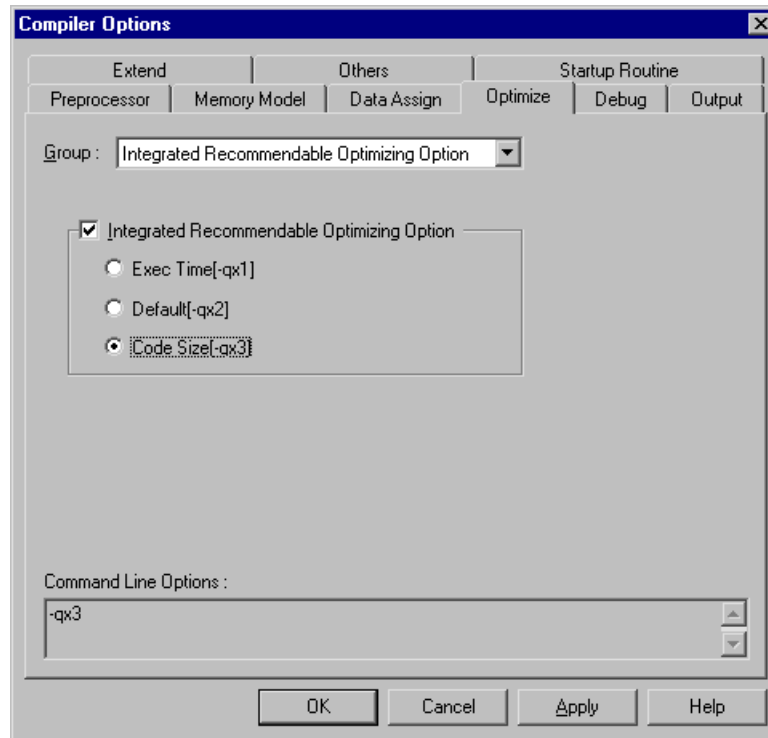 Compiler Options
Extend Others Startup Routine
Preprocessor Memory Model Data Assign Optimize Debug Output
Group : Integrated Recommendable Optimizing Option
Integrated Recommendable Optimizing Option
Exec Time[-qx1]
Default[-qx2]
Code Size[-qx3]
Command Line Options :
-qx3
OK Cancel Apply Help